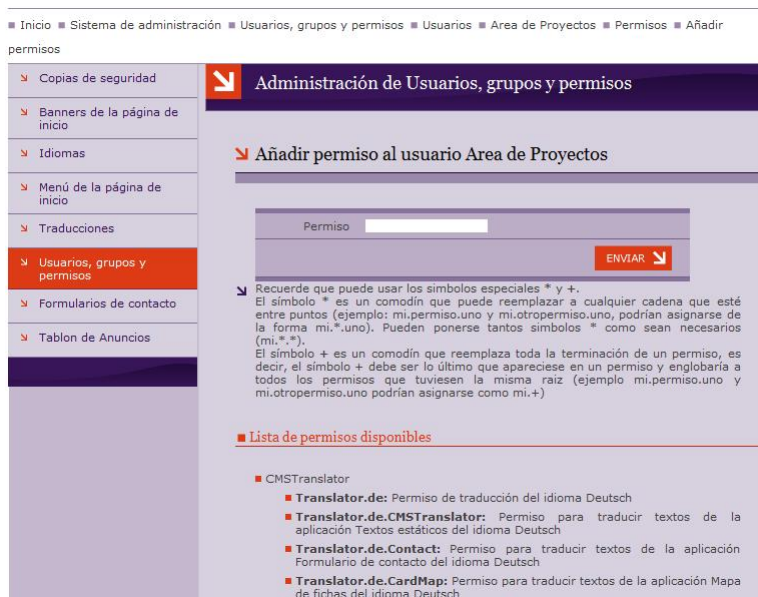 Inicio Sistema de administración Usuarios, grupos y permisos Usuarios Area de Proyectos Permisos Añadir
permisos
Copias de seguridad
Banners de la página de
inicio
Idiomas
Menú de la página de
inicio
Traducciones
Usuarios, grupos y
permisos
Formularios de contacto
Tablon de Anuncios
Administración de Usuarios, grupos y permisos
Añadir permiso al usuario Area de Proyectos
Permiso
ENVIAR
Recuerde que puede usar los simbolos especiales * y +.
El símbolo * es un comodín que puede reemplazar a cualquier cadena que esté
entre puntos (ejemplo: mi.permiso.uno y mi.otropermiso.uno, podrían asignarse de
la forma mi.*.uno). Pueden ponerse tantos simbolos * como sean necesarios
(mi.*.*).
El símbolo + es un comodín que reemplaza toda la terminación de un permiso, es
decir, el símbolo + debe ser lo último que apareciese en un permiso y englobaría a
todos los permisos que tuviesen la misma raiz (ejemplo mi.permiso.uno y
mi.otropermiso.uno podrían asignarse como mi.+)
Lista de permisos disponibles
CMSTranslator
Translator.de: Permiso de traducción del idioma Deutsch
Translator.de.CMSTranslator: Permiso para traducir textos de la
aplicación Textos estáticos del idioma Deutsch
Translator.de.Contact: Permiso para traducir textos de la aplicación
Formulario de contacto del idioma Deutsch
Translator.de.CardMap: Permiso para traducir textos de la aplicación Mapa
de fichas del idioma Deutsch